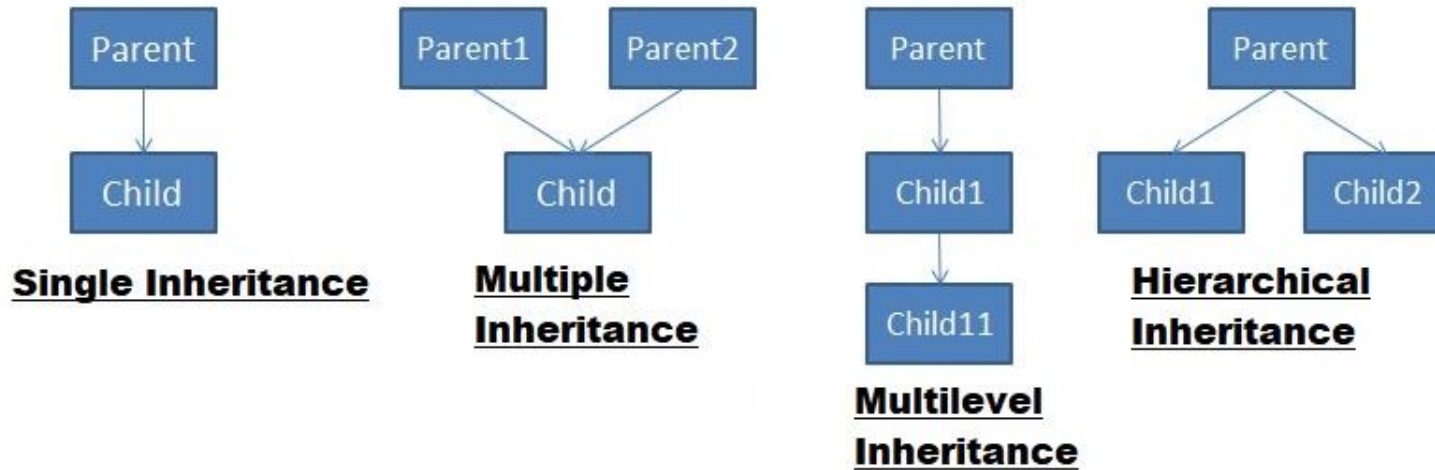 Parent
Child
Single Inheritance
Parent1 Parent2
Child
Multiple
Inheritance
Parent
Child1
Child11
Multilevel
Inheritance
Parent
Child1 Child2
Hierarchical
Inheritance